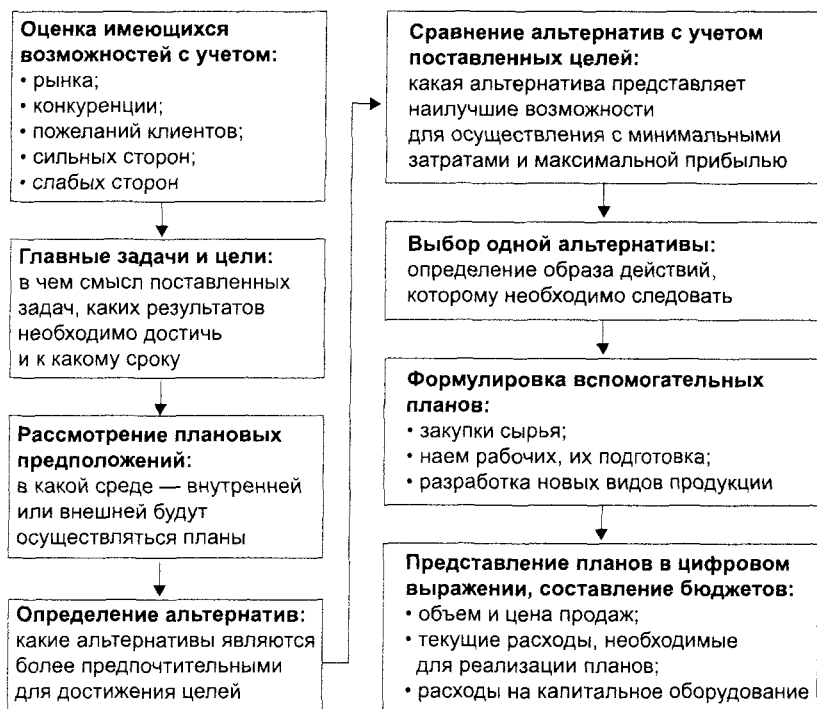 Оценка имеющихся
возможностей с учетом:
• рынка;
• конкуренции;
• пожеланий клиентов;
• сильных сторон;
• слабых сторон
Главные задачи и цели:
в чем смысл поставленных
задач, каких результатов
необходимо достичь
и к какому сроку
Рассмотрение плановых
предположений:
в какой среде — внутренней
или внешней будут
осуществляться планы
Определение альтернатив:
какие альтернативы являются
более предпочтительными
для достижения целей
Сравнение альтернатив с учетом
поставленных целей:
какая альтернатива представляет
наилучшие возможности
для осуществления с минимальными
затратами и максимальной прибылью
Выбор одной альтернативы:
определение образа действий,
которому необходимо следовать
Формулировка вспомогательных
планов:
• закупки сырья;
• наем рабочих, их подготовка;
• разработка новых видов продукции
Представление планов в цифровом
выражении, составление бюджетов:
• объем и цена продаж;
• текущие расходы, необходимые
для реализации планов;
• расходы на капитальное оборудование